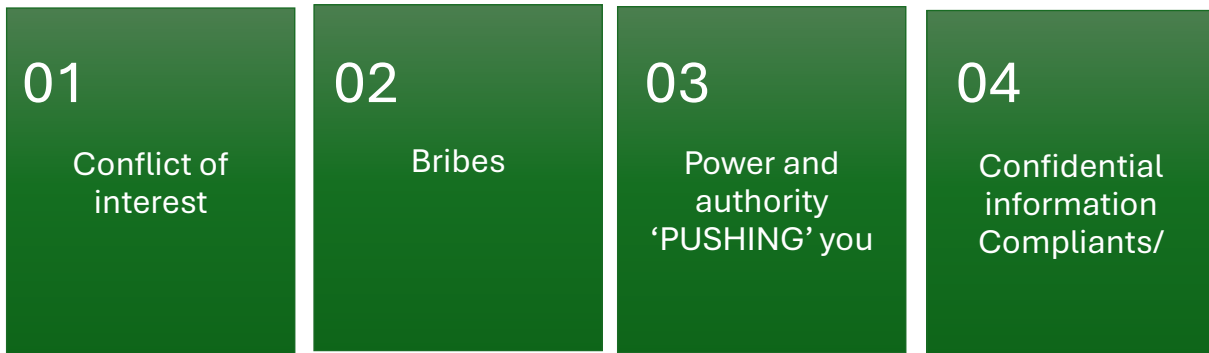 01
Conflict of
interest
02
Bribes
03
Power and
authority
‘PUSHING’ you
04
Confidential
information
Compliants/